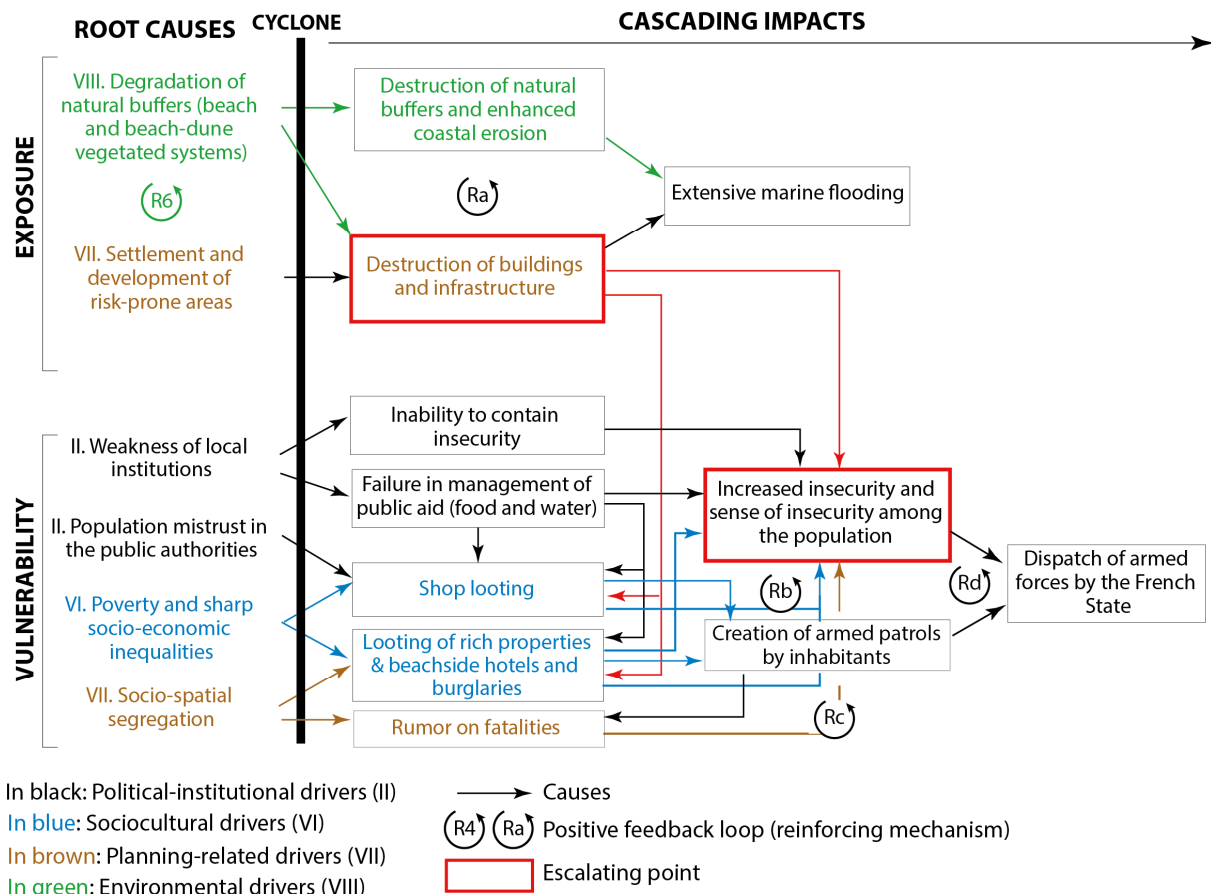 ROOT CAUSES
CYCLONE
CASCADING IMPACTS
EXPOSURE
VIII. Degradation of
natural buffers (beach
and beach-dune
vegetated systems)
R6
VII. Settlement and
development of
risk-prone areas
Destruction of natural
buffers and enhanced
coastal erosion
Ra
Extensive marine flooding
Destruction of buildings
and infrastructure
VULNERABILITY
II. Weakness of local
institutions
II. Population mistrust in
the public authorities
VI. Poverty and sharp
socio-economic
inequalities
VII. Socio-spatial
segregation
Inability to contain
insecurity
Failure in management of
public aid (food and water)
Shop looting
Looting of rich properties
& beachside hotels and
burglaries
Rumor on fatalities
Increased insecurity and
sense of insecurity among
the population
Rb
Rd
Creation of armed patrols
by inhabitants
Rc
Dispatch of armed
forces by the French
State
In black: Political-institutional drivers (II)
In blue: Sociocultural drivers (VI)
In brown: Planning-related drivers (VII)
In green: Environmental drivers (VIII)
Causes
R4 Ra Positive feedback loop (reinforcing mechanism)
Escalating point